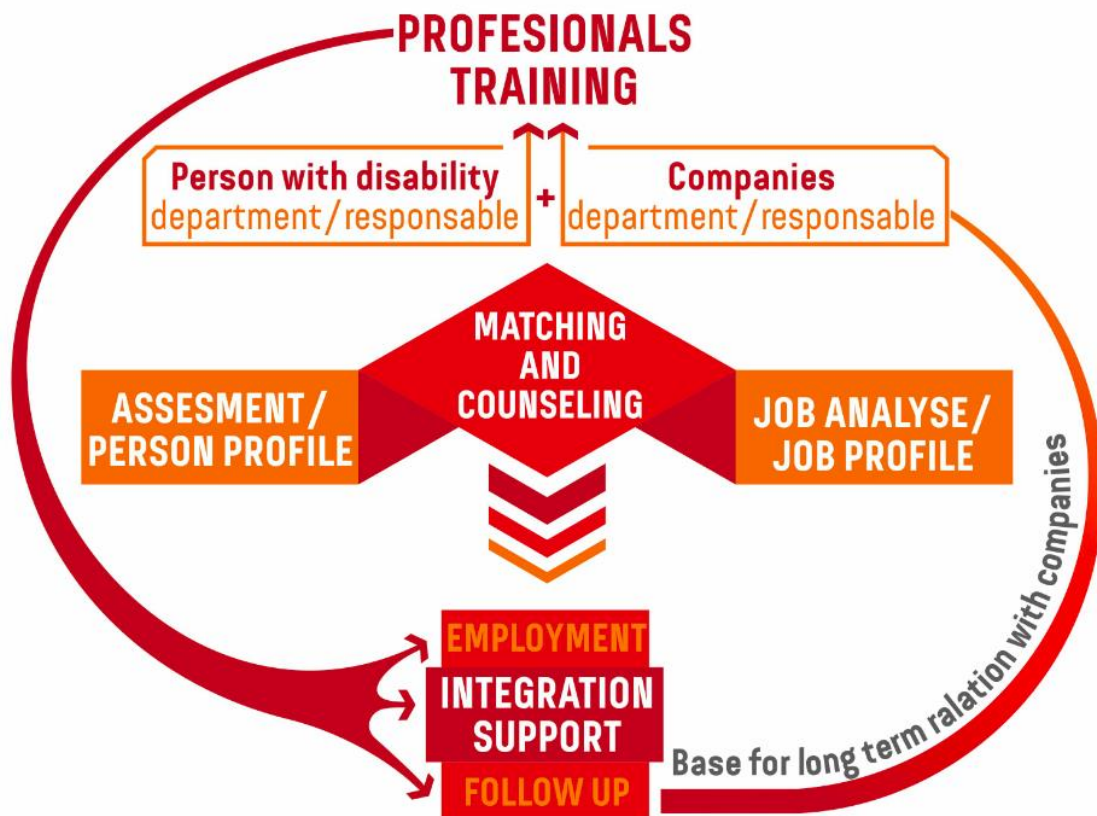 PROFESIONALS
TRAINING
Person with disability
department/responsable
+
Companies
department/responsable
MATCHING
AND
COUNSELING
ASSESMENT/
PERSON PROFILE
JOB ANALYSE/
JOB PROFILE
EMPLOYMENT
INTEGRATION
SUPPORT
FOLLOW UP
Base for long term ralation with companies